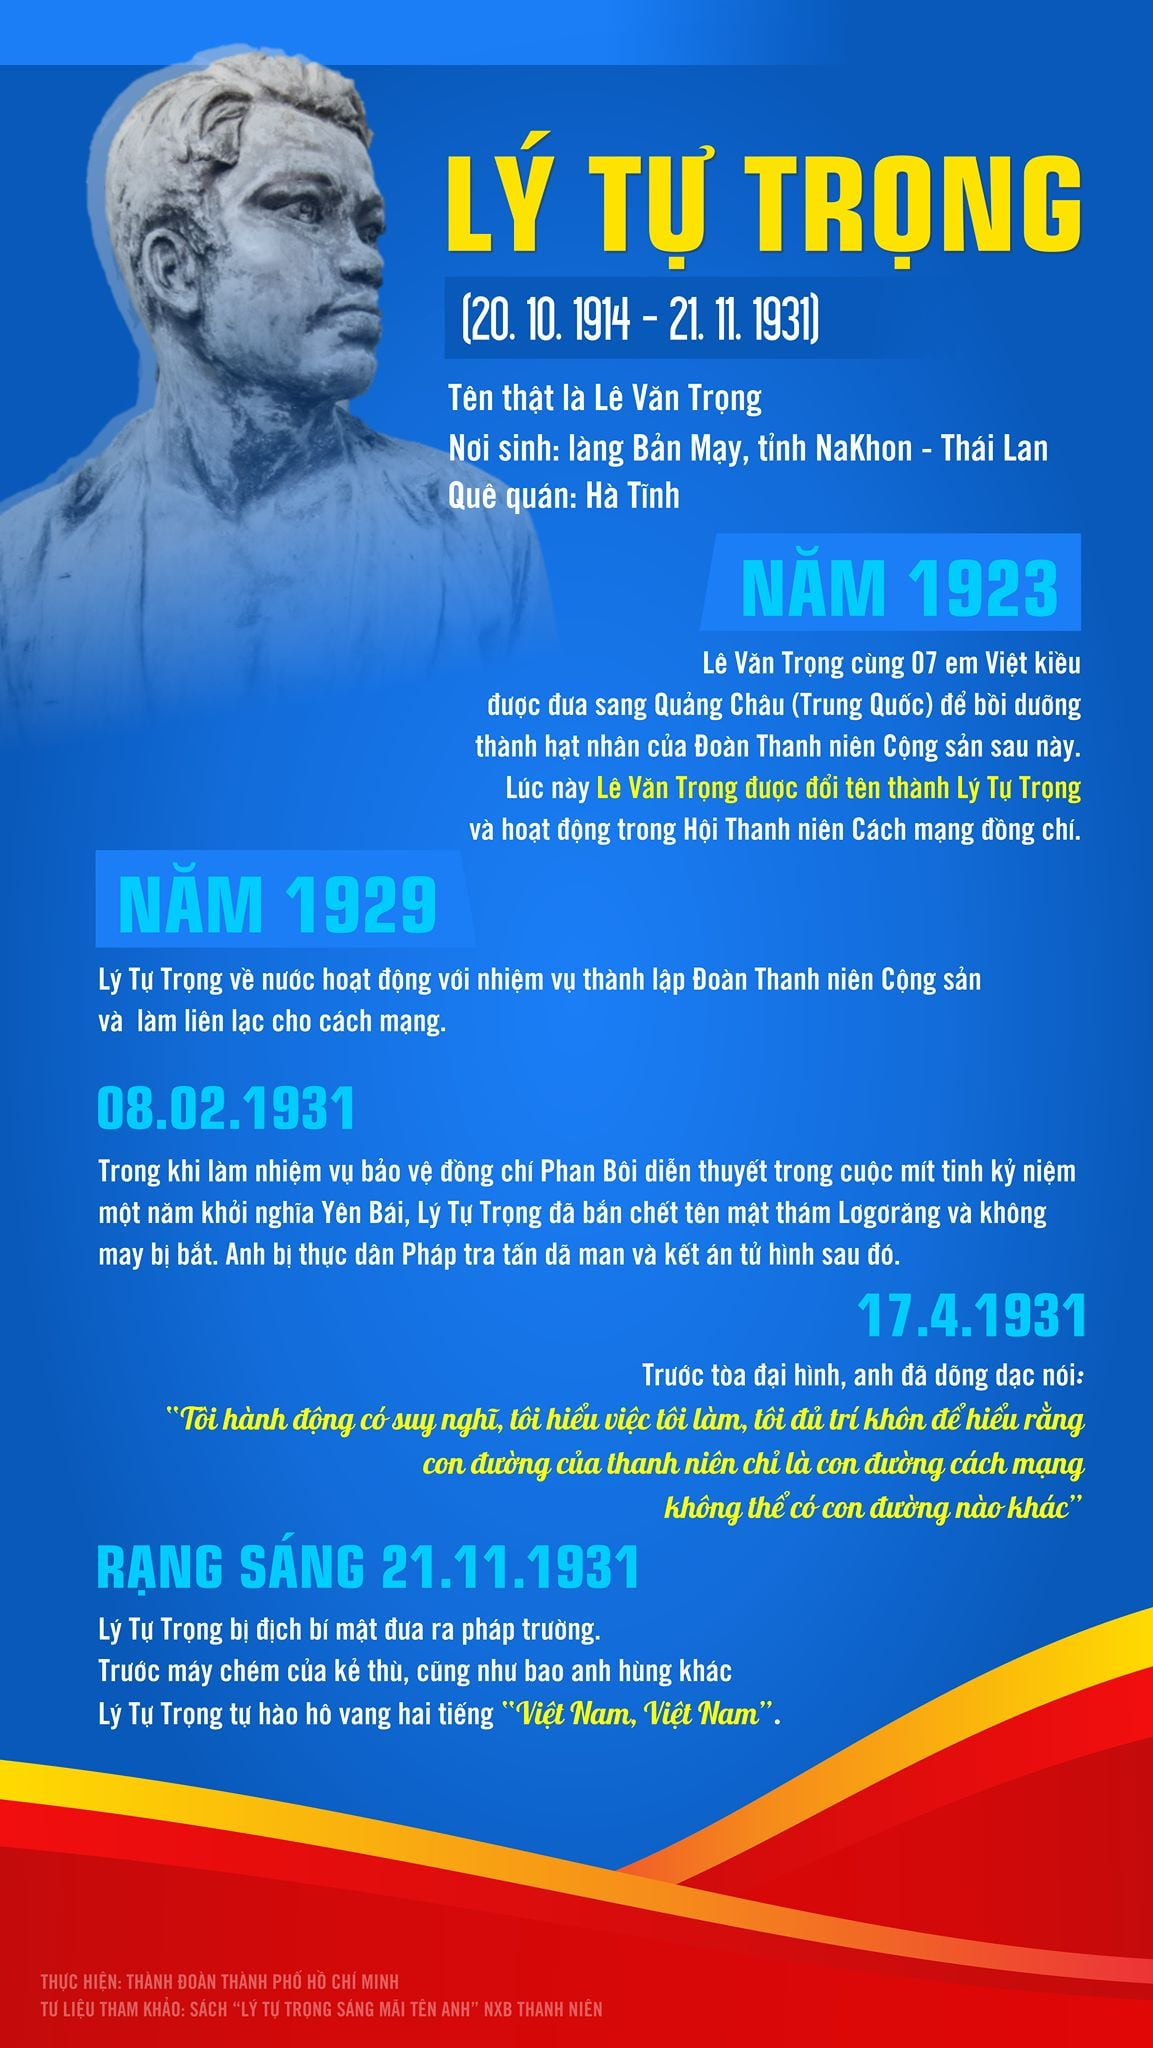 LÝ TỰ TRỌNG
(20. 10. 1914 - 21. 11. 1931)
Tên thật là Lê Văn Trọng
Nơi sinh: làng Bản Mạy, tỉnh NaKhon - Thái Lan
Quê quán: Hà Tĩnh
NĂM 1923
Lê Văn Trọng cùng 07 em Việt kiều
được đưa sang Quảng Châu (Trung Quốc) để bồi dưỡng
thành hạt nhân của Đoàn Thanh niên Cộng sản sau này.
Lúc này Lê Văn Trọng được đổi tên thành Lý Tự Trọng
và hoạt động trong Hội Thanh niên Cách mạng đồng chí.
NĂM 1929
Lý Tự Trọng về nước hoạt động với nhiệm vụ thành lập Đoàn Thanh niên Cộng sản
và làm liên lạc cho cách mạng.
08.02.1931
Trong khi làm nhiệm vụ bảo vệ đồng chí Phan Bôi diễn thuyết trong cuộc mít tinh kỷ niệm
một năm khởi nghĩa Yên Bái, Lý Tự Trọng đã bắn chết tên mật thám Lơgơrăng và không
may bị bắt. Anh bị thực dân Pháp tra tấn dã man và kết án tử hình sau đó.
17.4.1931
Trước tòa đại hình, anh đã dõng dạc nói:
“Tôi hành động có suy nghĩ, tôi hiểu việc tôi làm, tôi đủ trí khôn để hiểu rằng
con đường của thanh niên chỉ là con đường cách mạng
không thể có con đường nào khác”
RẠNG SÁNG 21.11.1931
Lý Tự Trọng bị địch bí mật đưa ra pháp trường.
Trước máy chém của kẻ thù, cũng như bao anh hùng khác
Lý Tự Trọng tự hào hô vang hai tiếng “Việt Nam, Việt Nam”.
THỰC HIỆN: THÀNH ĐOÀN THÀNH PHỐ HỒ CHÍ MINH
TƯ LIỆU THAM KHẢO: SÁCH “LÝ TỰ TRỌNG SÁNG MÃI TÊN ANH” NXB THANH NIÊN